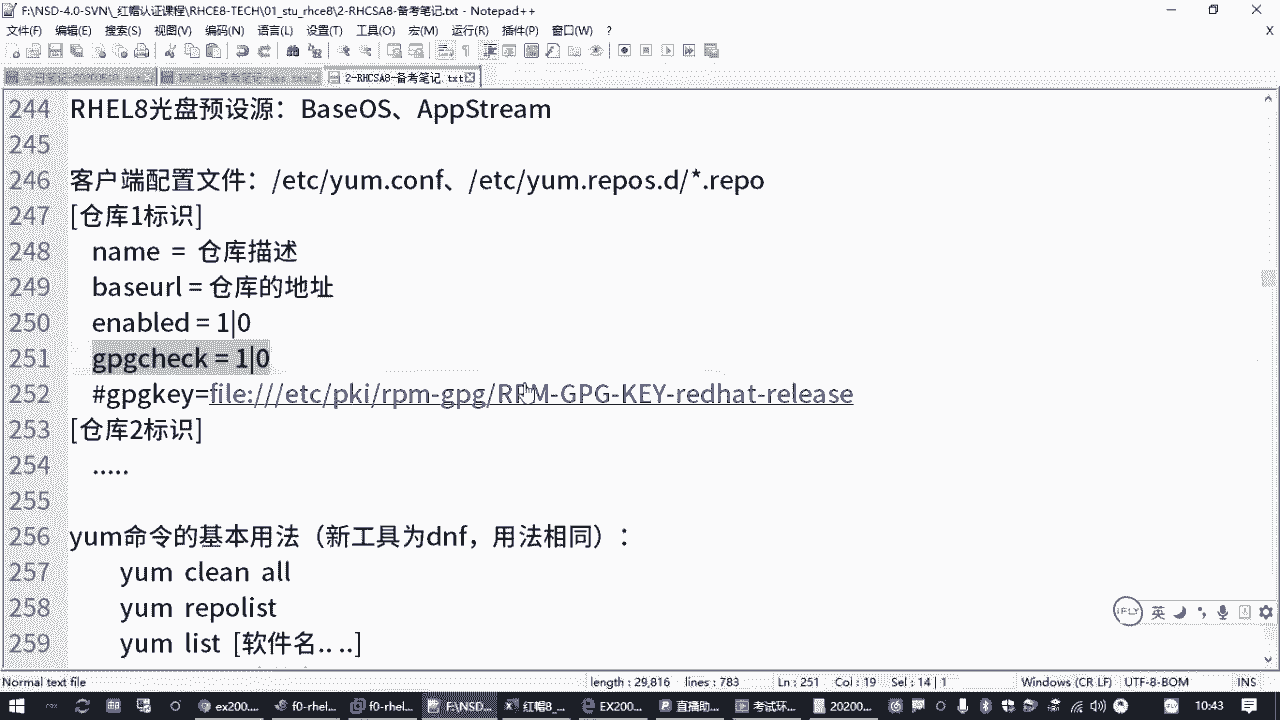 F:\NSD-4.0-SVN\_红帽认证课程\RHCE8-TECH\01_stu_rhce8\2-RHCSA8-备考笔记.txt - Notepad++
文件(F) 编辑(E) 搜索(S) 视图(V) 编码(N) 语言(L) 设置(T) 工具(O) 宏(M) 运行(R) 插件(P) 窗口(W) ? X
2-RHCSA8-备考笔记.txt
244 RHEL8光盘预设源：BaseOS、AppStream
245
246 客户端配置文件：/etc/yum.conf、/etc/yum.repos.d/*.repo
247 [仓库1标识]
248 name = 仓库描述
249 baseurl = 仓库的地址
250 enabled = 1|0
251 gpgcheck = 1|0
252 #gpgkey=file:///etc/pki/rpm-gpg/RPM-GPG-KEY-redhat-release
253 [仓库2标识]
254 .....
255
256 yum命令的基本用法（新工具为dnf，用法相同）：
257 yum clean all
258 yum repolist
259 yum list [软件名.. ..]
iFLY 英
Normal text file length : 29,816 lines : 783 Ln : 251 Col : 19 Sel : 14 | 1 Windows (CR LF) UTF-8-BOM INS
ex200... f0-rhel... f0-rhel... F:\NSD... 红帽8_... EX200... 直播助... 考试环... 20200... 10:43